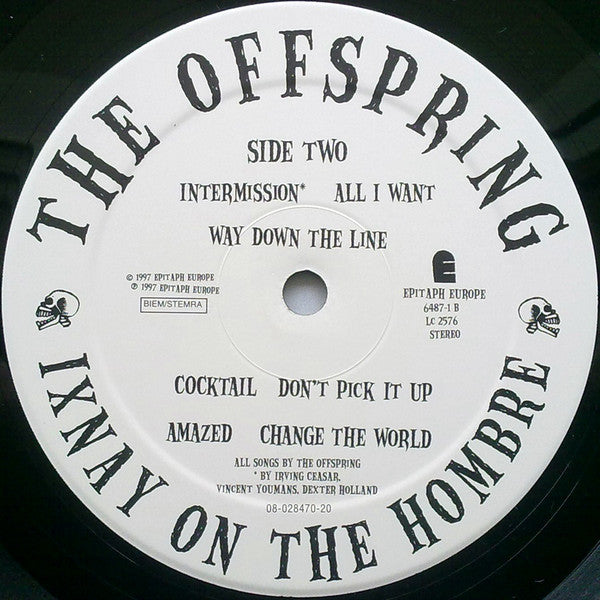 THE OFFSPRING
SIDE TWO
INTERMISSION* ALL I WANT
WAY DOWN THE LINE
© 1997 EPITAPH EUROPE
℗ 1997 EPITAPH EUROPE
BIEM/STEMRA
E
EPITAPH EUROPE
6487-1 B
LC 2576
STEREO
COCKTAIL DON'T PICK IT UP
AMAZED CHANGE THE WORLD
ALL SONGS BY THE OFFSPRING
* BY IRVING CEASAR,
VINCENT YOUMANS, DEXTER HOLLAND
08-028470-20
IXNAY ON THE HOMBRE